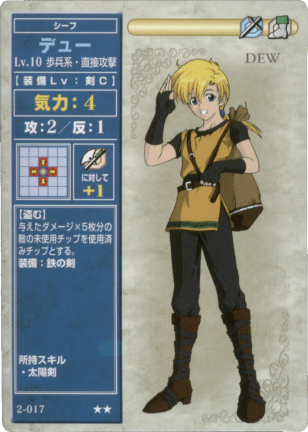 シーフ
デュー
Lv.10 歩兵系・直接攻撃
【装備Lv：剣C】
気力：4
攻：2／反：1
に対して
+1
【盗む】
与えたダメージ×5枚分の
敵の未使用チップを使用済
みチップとする。
装備：鉄の剣
所持スキル
・太陽剣
2-017
★★
DEW